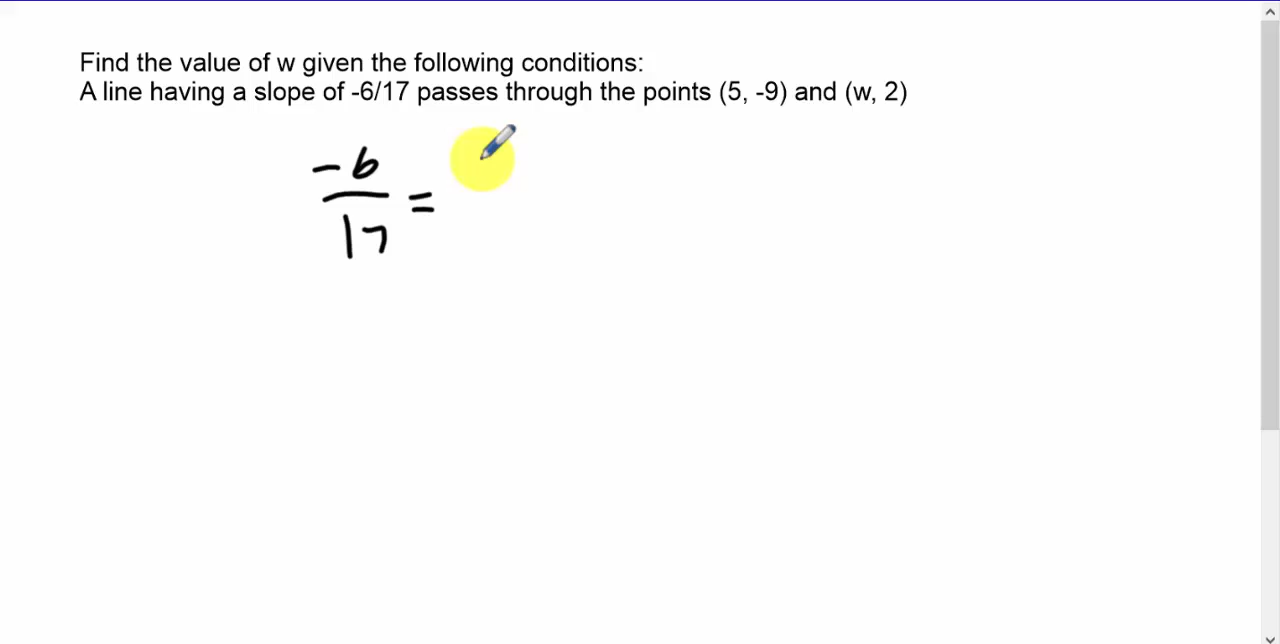 Find the value of w given the following conditions:
A line having a slope of -6/17 passes through the points (5, -9) and (w, 2)
-6
17 =